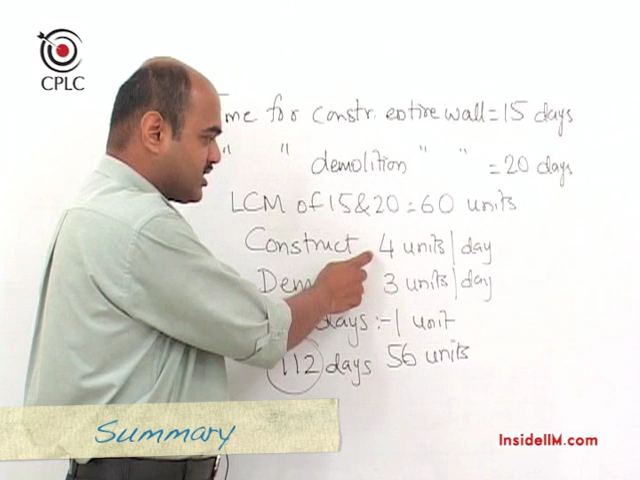 CPLC
me for constr. entire wall = 15 days
" " demolition " " = 20 days
LCM of 15 & 20 = 60 units
Construct 4 units | day
Dem 3 units | day
days :- 1 unit
112 days 56 units
Summary
InsideIIM.com